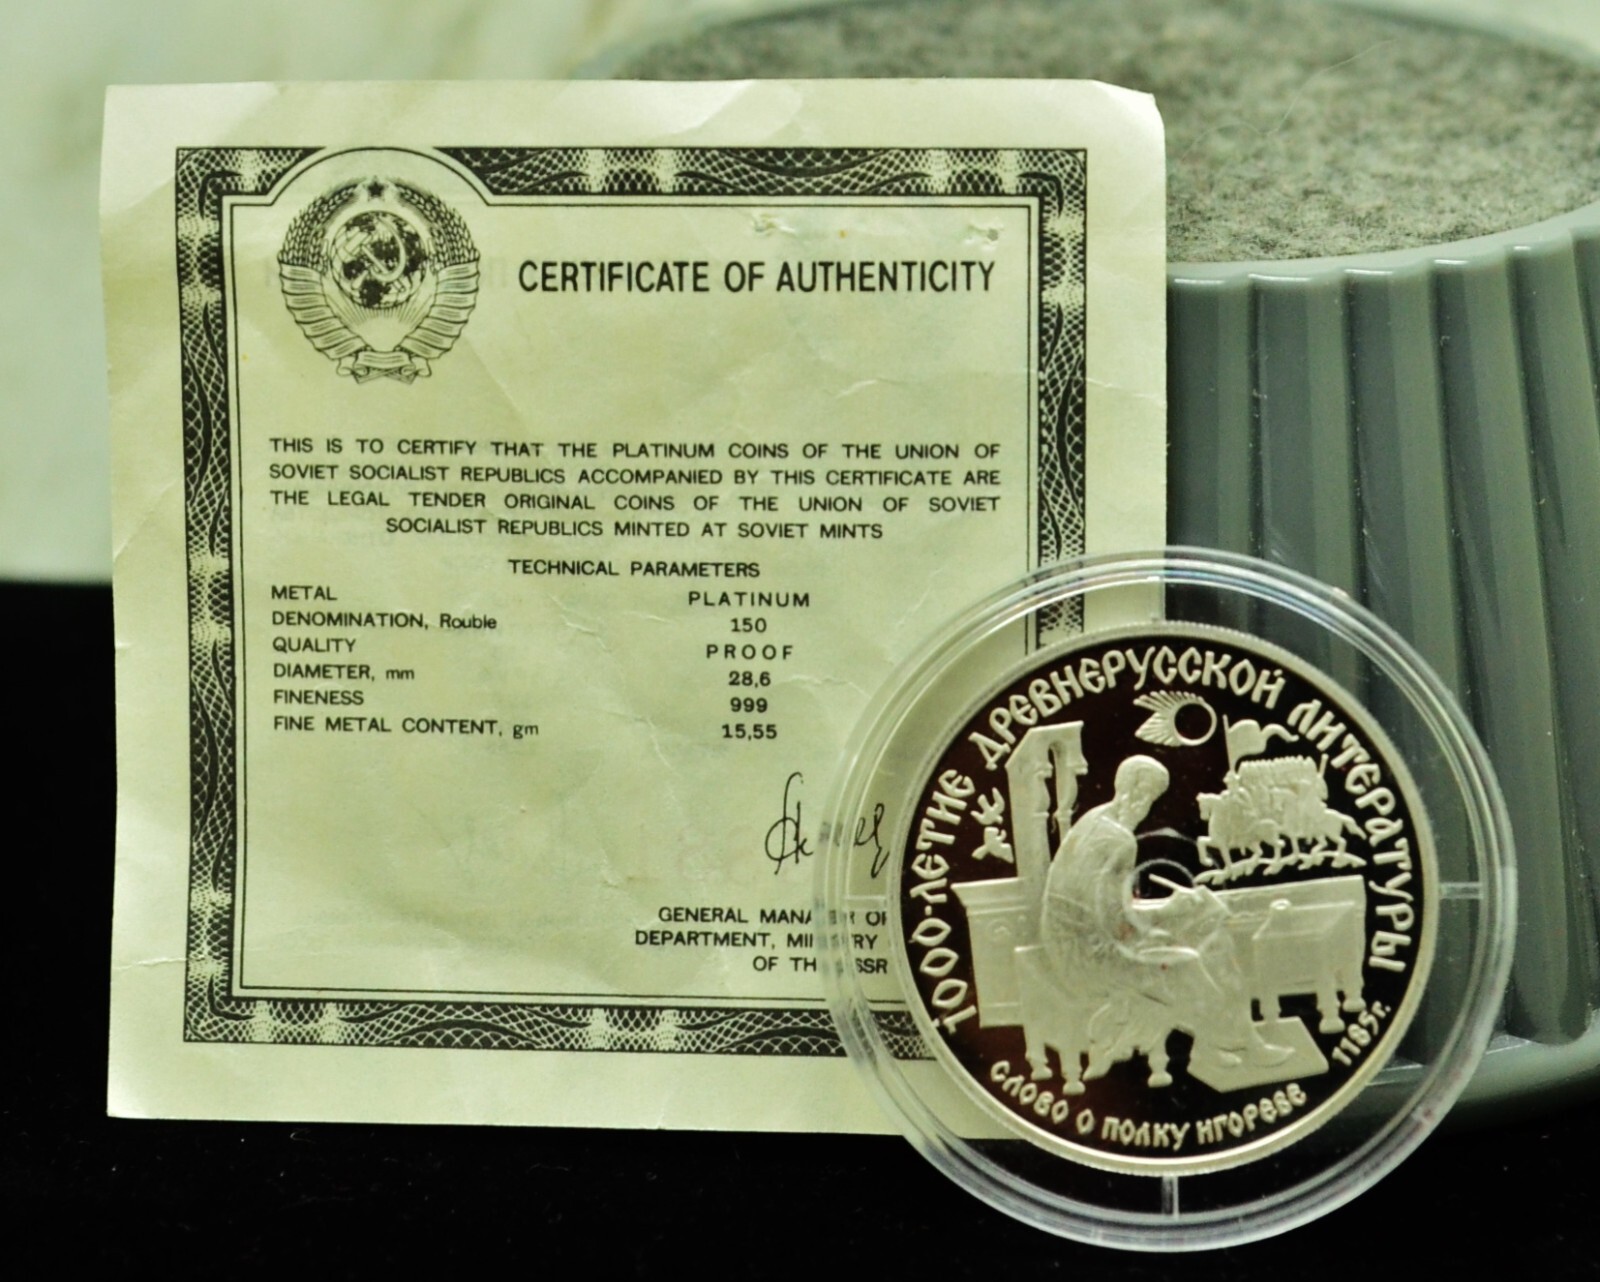 CERTIFICATE OF AUTHENTICITY
THIS IS TO CERTIFY THAT THE PLATINUM COINS OF THE UNION OF
SOVIET SOCIALIST REPUBLICS ACCOMPANIED BY THIS CERTIFICATE ARE
THE LEGAL TENDER ORIGINAL COINS OF THE UNION OF SOVIET
SOCIALIST REPUBLICS MINTED AT SOVIET MINTS
TECHNICAL PARAMETERS
METAL PLATINUM
DENOMINATION, Rouble 150
QUALITY PROOF
DIAMETER, mm 28,6
FINENESS 999
FINE METAL CONTENT, gm 15,55
GENERAL
DEPARTMENT,
OF
1000-ЛЕТИЕ ДРЕВНЕРУССКОЙ ЛИТЕРАТУРЫ
СЛОВО О ПОЛКУ ИГОРЕВЕ 1185г.